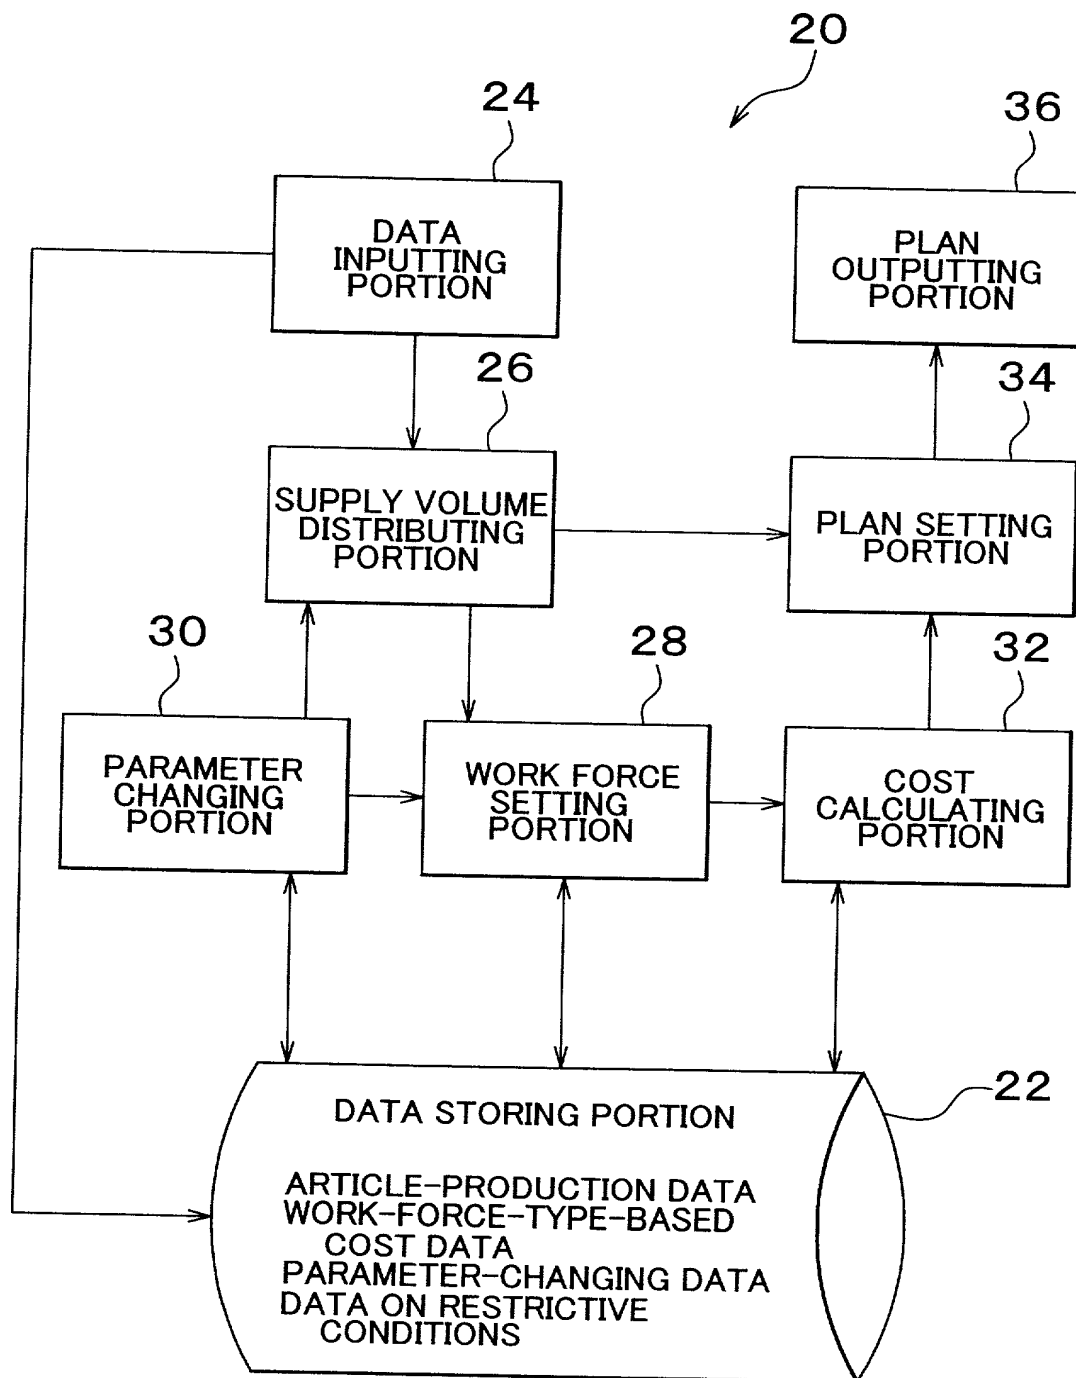 20
24
36
DATA
INPUTTING
PORTION
PLAN
OUTPUTTING
PORTION
26
34
SUPPLY VOLUME
DISTRIBUTING
PORTION
PLAN SETTING
PORTION
30
28
32
PARAMETER
CHANGING
PORTION
WORK FORCE
SETTING
PORTION
COST
CALCULATING
PORTION
22
DATA STORING PORTION
ARTICLE-PRODUCTION DATA
WORK-FORCE-TYPE-BASED
COST DATA
PARAMETER-CHANGING DATA
DATA ON RESTRICTIVE
CONDITIONS